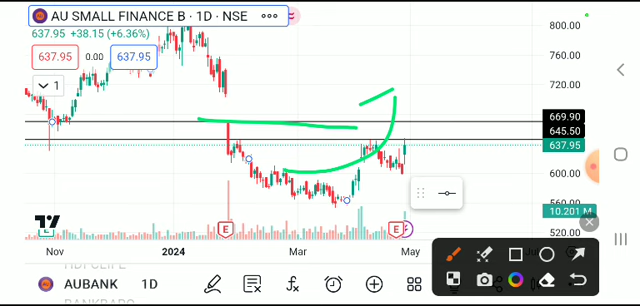 AU SMALL FINANCE B · 1D · NSE •••
637.95 +38.15 (+6.36%)
637.95 0.00 637.95
1
800.00
760.00
720.00
669.90
645.50
637.95
600.00
560.00
10.201 M
520.00
E E
Nov 2024 Mar May
AUBANK 1D